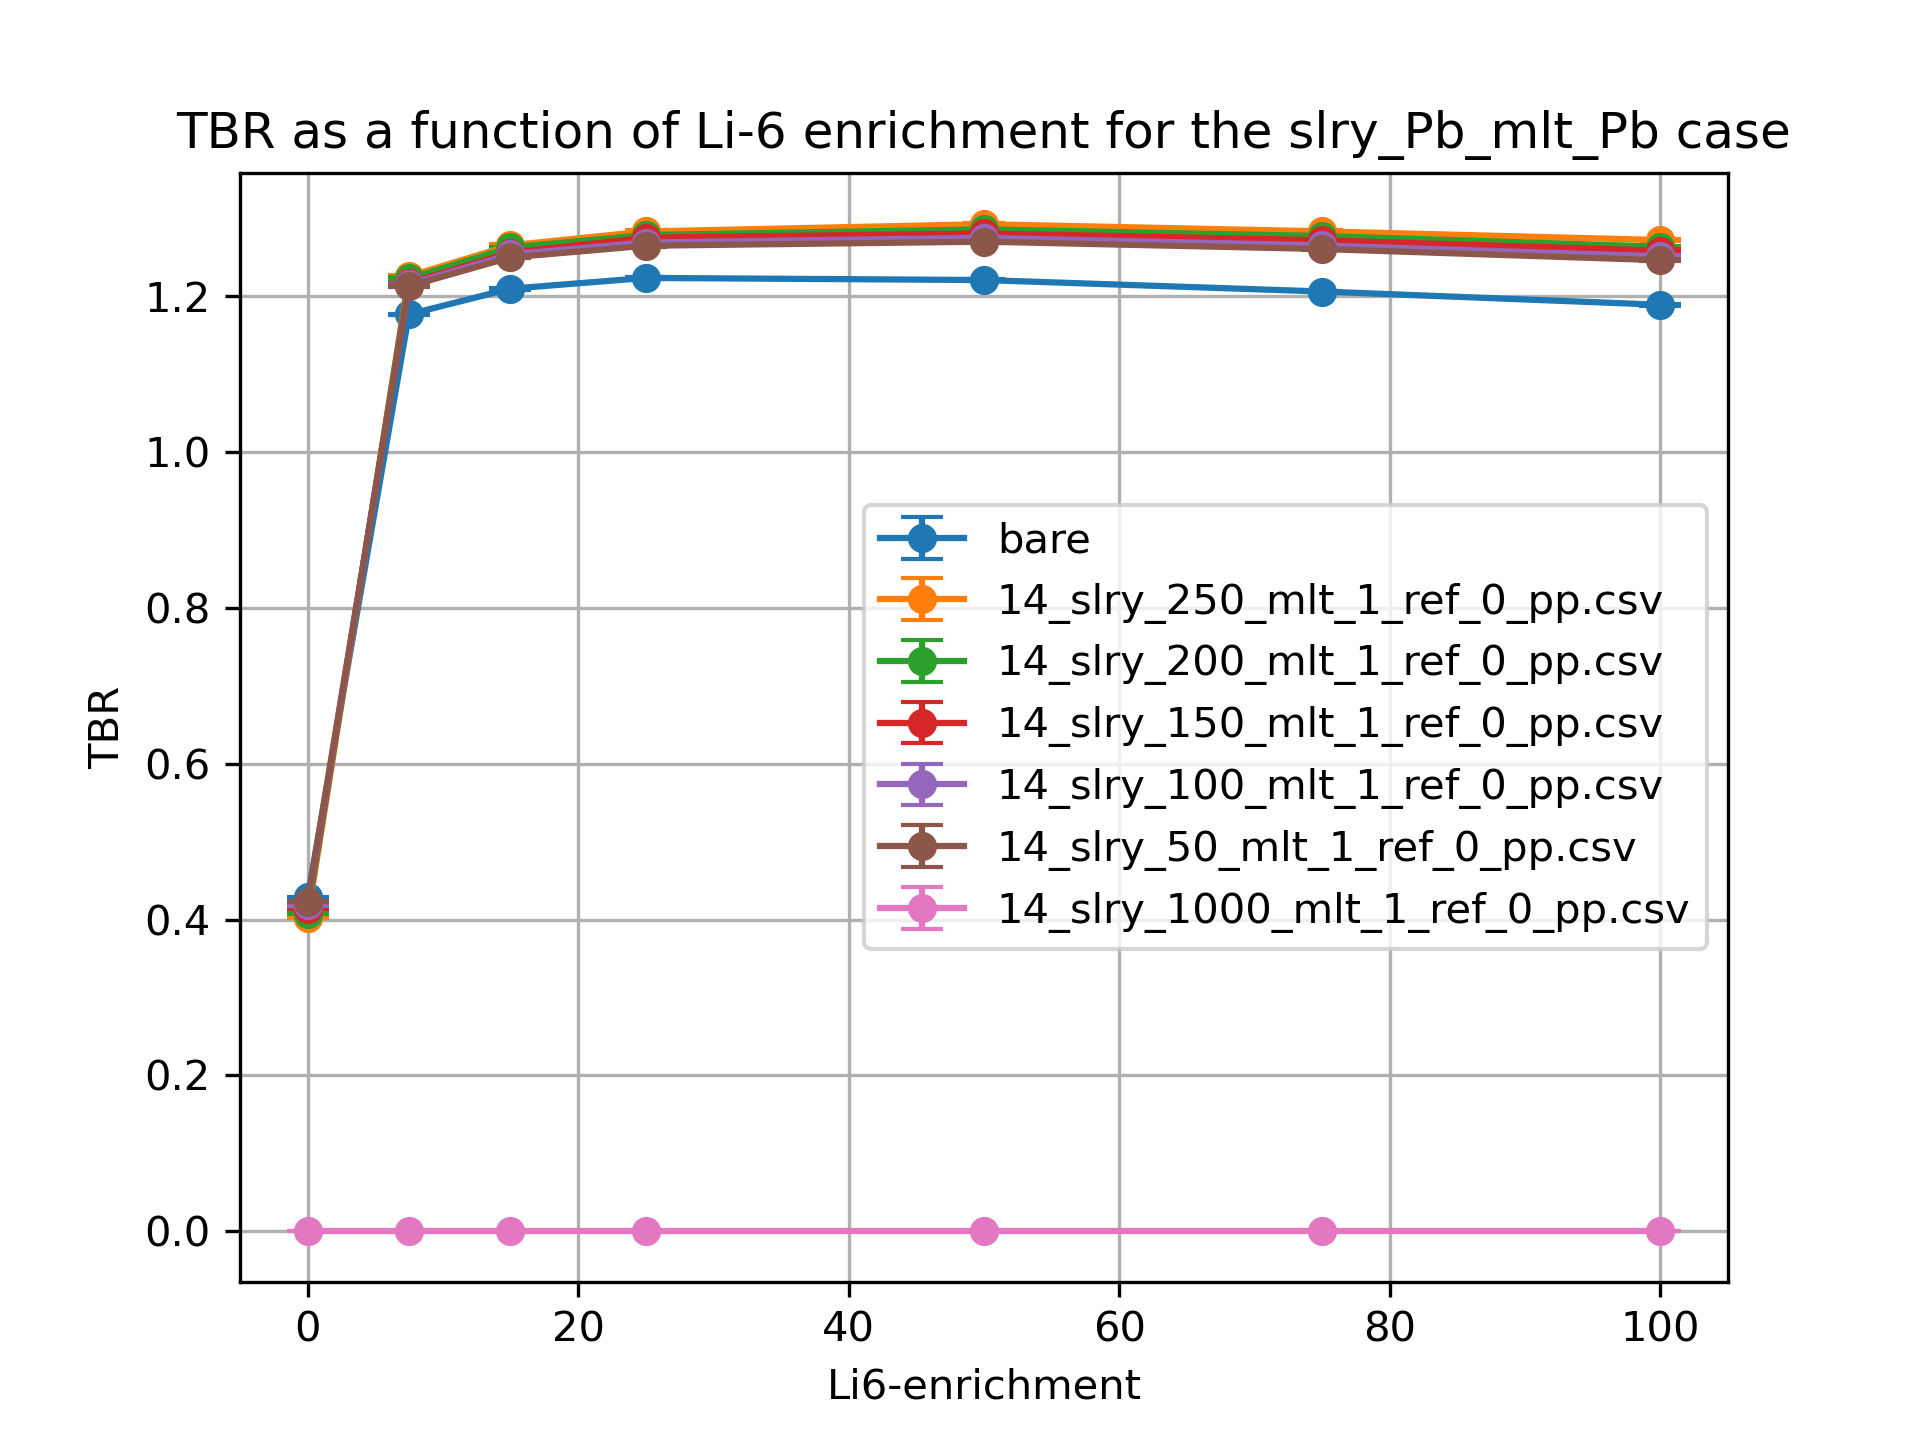 TBR as a function of Li-6 enrichment for the slry_Pb_mlt_Pb case
TBR
1.2
1.0
0.8
0.6
0.4
0.2
0.0
bare
14_slry_250_mlt_1_ref_0_pp.csv
14_slry_200_mlt_1_ref_0_pp.csv
14_slry_150_mlt_1_ref_0_pp.csv
14_slry_100_mlt_1_ref_0_pp.csv
14_slry_50_mlt_1_ref_0_pp.csv
14_slry_1000_mlt_1_ref_0_pp.csv
0 20 40 60 80 100
Li6-enrichment